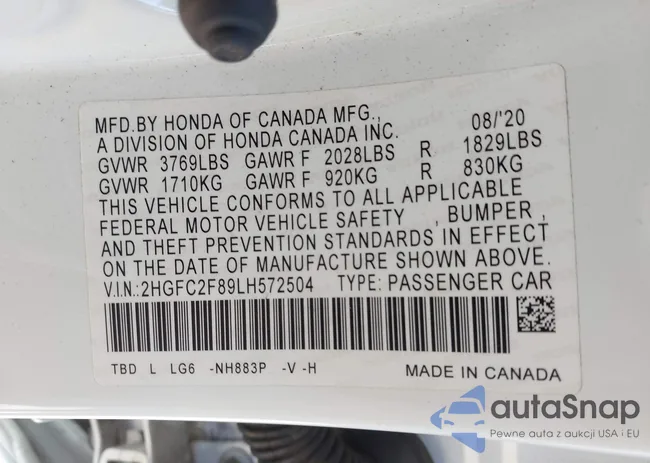 MFD.BY HONDA OF CANADA MFG., 08/'20
A DIVISION OF HONDA CANADA INC.
GVWR 3769LBS GAWR F 2028LBS R 1829LBS
GVWR 1710KG GAWR F 920KG R 830KG
THIS VEHICLE CONFORMS TO ALL APPLICABLE
FEDERAL MOTOR VEHICLE SAFETY , BUMPER ,
AND THEFT PREVENTION STANDARDS IN EFFECT
ON THE DATE OF MANUFACTURE SHOWN ABOVE.
V.I.N.:2HGFC2F89LH572504 TYPE: PASSENGER CAR
TBD L LG6 -NH883P -V -H MADE IN CANADA
autaSnap
Pewne auta z aukcji USA i EU